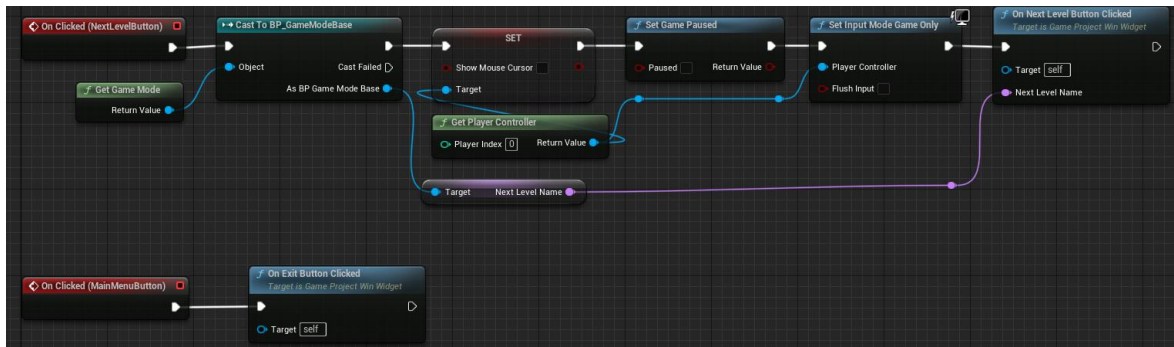 On Clicked (NextLevelButton)
Cast To BP_GameModeBase
Object
Cast Failed
As BP Game Mode Base
f Get Game Mode
Return Value
SET
Show Mouse Cursor
Target
f Get Player Controller
Player Index 0
Return Value
Target
Next Level Name
f Set Game Paused
Paused
Return Value
f Set Input Mode Game Only
Player Controller
Flush Input
f On Next Level Button Clicked
Target is Game Project Win Widget
Target self
Next Level Name
On Clicked (MainMenuButton)
f On Exit Button Clicked
Target is Game Project Win Widget
Target self